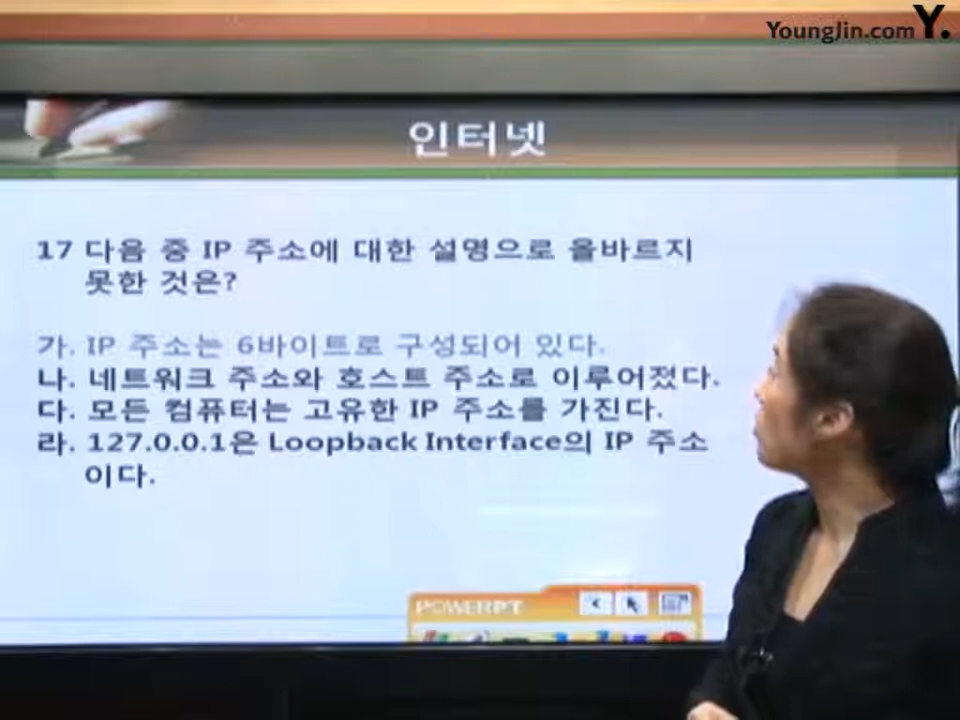 YoungJin.com Y.
인터넷
17 다음 중 IP 주소에 대한 설명으로 올바르지
못한 것은?
가. IP 주소는 6바이트로 구성되어 있다.
나. 네트워크 주소와 호스트 주소로 이루어졌다.
다. 모든 컴퓨터는 고유한 IP 주소를 가진다.
라. 127.0.0.1은 Loopback Interface의 IP 주소
이다.
POWERPT